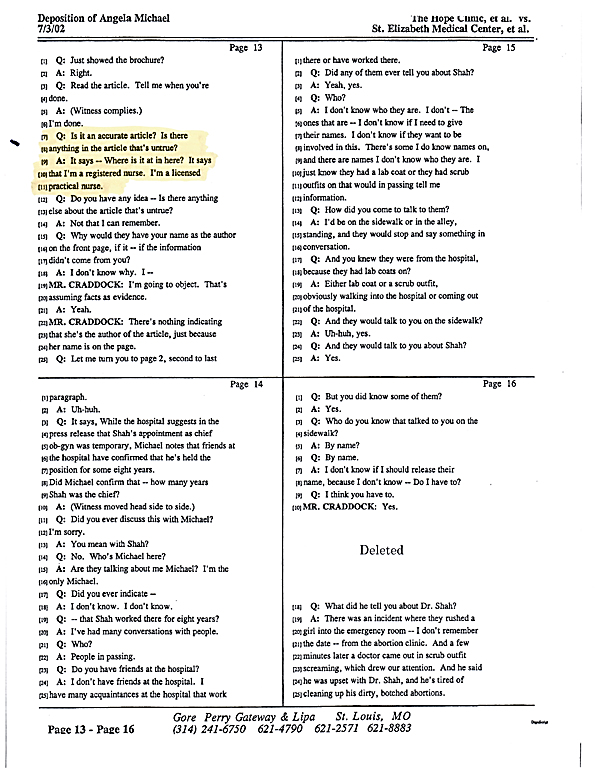 Deposition of Angela Michael
7/3/02
The Hope Clinic, et al. vs.
St. Elizabeth Medical Center, et al.
Page 13
[1] Q: Just showed the brochure?
[2] A: Right.
[3] Q: Read the article. Tell me when you're
[4] done.
[5] A: (Witness complies.)
[6] I'm done.
[7] Q: Is it an accurate article? Is there
[8] anything in the article that's untrue?
[9] A: It says -- Where is it at in here? It says
[10] that I'm a registered nurse. I'm a licensed
[11] practical nurse.
[12] Q: Do you have any idea -- Is there anything
[13] else about the article that's untrue?
[14] A: Not that I can remember.
[15] Q: Why would they have your name as the author
[16] on the front page, if it -- if the information
[17] didn't come from you?
[18] A: I don't know why. I --
[19] MR. CRADDOCK: I'm going to object. That's
[20] assuming facts as evidence.
[21] A: Yeah.
[22] MR. CRADDOCK: There's nothing indicating
[23] that she's the author of the article, just because
[24] her name is on the page.
[25] Q: Let me turn you to page 2, second to last
Page 14
[1] paragraph.
[2] A: Uh-huh.
[3] Q: It says, While the hospital suggests in the
[4] press release that Shah's appointment as chief
[5] ob-gyn was temporary, Michael notes that friends at
[6] the hospital have confirmed that he's held the
[7] position for some eight years.
[8] Did Michael confirm that -- how many years
[9] Shah was the chief?
[10] A: (Witness moved head side to side.)
[11] Q: Did you ever discuss this with Michael?
[12] I'm sorry.
[13] A: You mean with Shah?
[14] Q: No. Who's Michael here?
[15] A: Are they talking about me Michael? I'm the
[16] only Michael.
[17] Q: Did you ever indicate --
[18] A: I don't know. I don't know.
[19] Q: -- that Shah worked there for eight years?
[20] A: I've had many conversations with people.
[21] Q: Who?
[22] A: People in passing.
[23] Q: Do you have friends at the hospital?
[24] A: I don't have friends at the hospital. I
[25] have many acquaintances at the hospital that work
Page 15
[1] there or have worked there.
[2] Q: Did any of them ever tell you about Shah?
[3] A: Yeah, yes.
[4] Q: Who?
[5] A: I don't know who they are. I don't -- The
[6] ones that are -- I don't know if I need to give
[7] their names. I don't know if they want to be
[8] involved in this. There's some I do know names on,
[9] and there are names I don't know who they are. I
[10] just know they had a lab coat or they had scrub
[11] outfits on that would in passing tell me
[12] information.
[13] Q: How did you come to talk to them?
[14] A: I'd be on the sidewalk or in the alley,
[15] standing, and they would stop and say something in
[16] conversation.
[17] Q: And you knew they were from the hospital,
[18] because they had lab coats on?
[19] A: Either lab coat or a scrub outfit,
[20] obviously walking into the hospital or coming out
[21] of the hospital.
[22] Q: And they would talk to you on the sidewalk?
[23] A: Uh-huh, yes.
[24] Q: And they would talk to you about Shah?
[25] A: Yes.
Page 16
[1] Q: But you did know some of them?
[2] A: Yes.
[3] Q: Who do you know that talked to you on the
[4] sidewalk?
[5] A: By name?
[6] Q: By name.
[7] A: I don't know if I should release their
[8] name, because I don't know -- Do I have to?
[9] Q: I think you have to.
[10] MR. CRADDOCK: Yes.
Deleted
[18] Q: What did he tell you about Dr. Shah?
[19] A: There was an incident where they rushed a
[20] girl into the emergency room -- I don't remember
[21] the date -- from the abortion clinic. And a few
[22] minutes later a doctor came out in scrub outfit
[23] screaming, which drew our attention. And he said
[24] he was upset with Dr. Shah, and he's tired of
[25] cleaning up his dirty, botched abortions.
Page 13 - Page 16
Gore Perry Gateway & Lipa St. Louis, MO
(314) 241-6750 621-4790 621-2571 621-8883